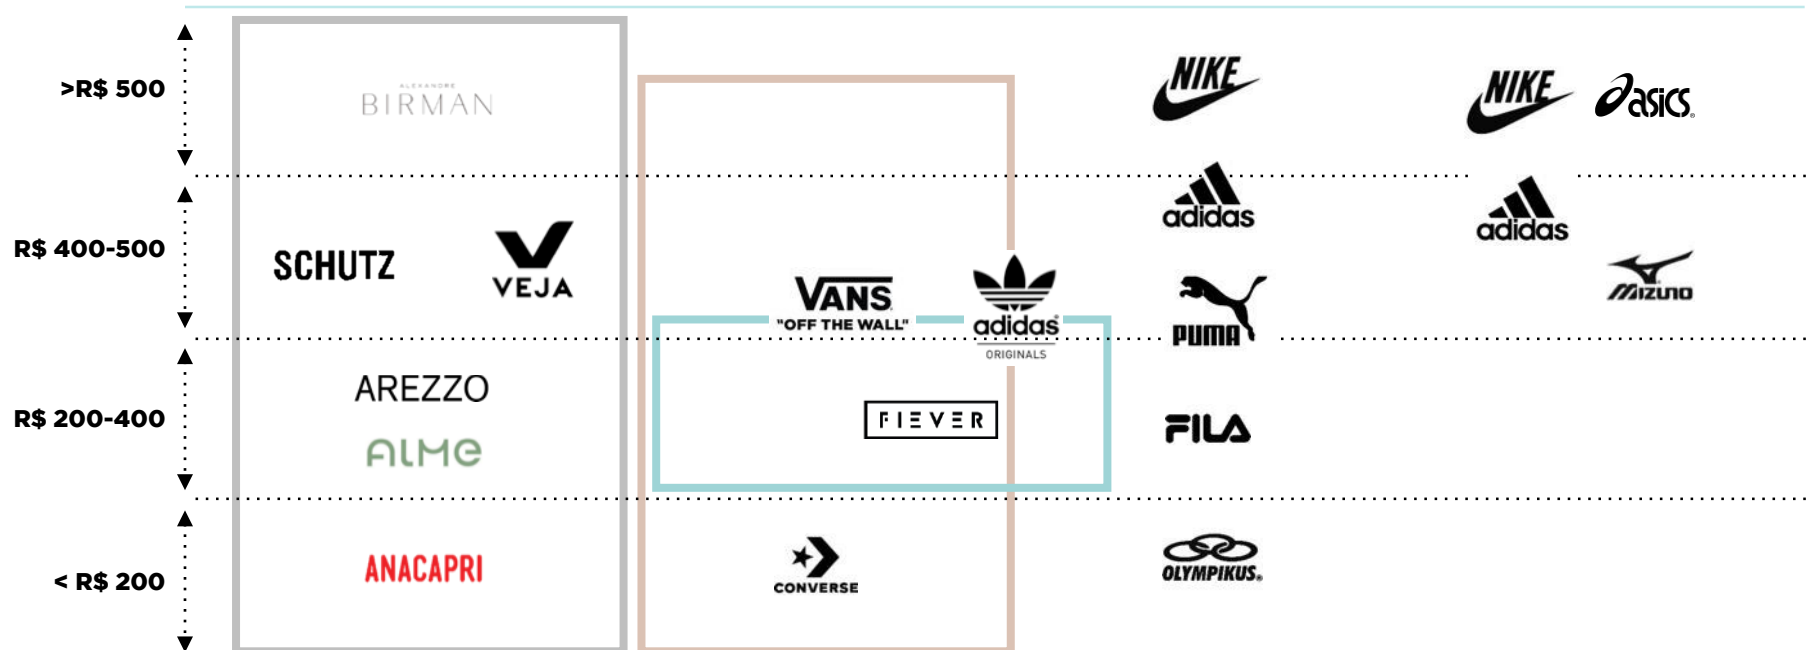 >R$ 500
ALEXANDRE
BIRMAN
NIKE
NIKE
asics
R$ 400-500
SCHUTZ
VEJA
VANS
"OFF THE WALL"
adidas
ORIGINALS
adidas
PUMA
adidas
MIZUNO
R$ 200-400
AREZZO
ALME
FIEVER
FILA
< R$ 200
ANACAPRI
CONVERSE
OLYMPIKUS